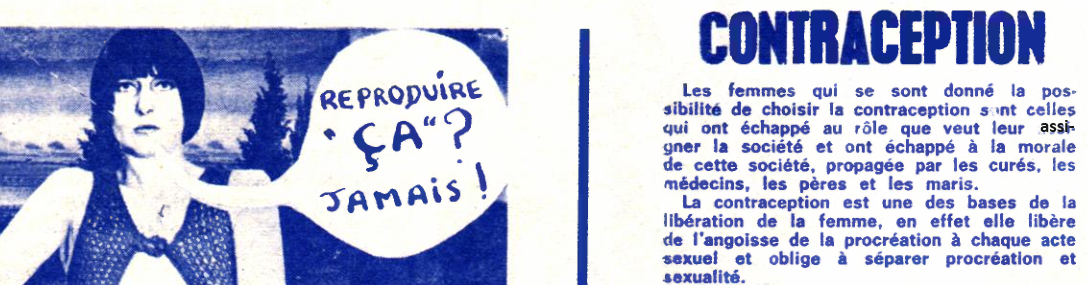 REPRODUIRE
"ÇA"?
JAMAIS !
CONTRACEPTION
Les femmes qui se sont donné la pos-
sibilité de choisir la contraception sont celles
qui ont échappé au rôle que veut leur assi-
gner la société et ont échappé à la morale
de cette société, propagée par les curés, les
médecins, les pères et les maris.
La contraception est une des bases de la
libération de la femme, en effet elle libère
de l'angoisse de la procréation à chaque acte
sexuel et oblige à séparer procréation et
sexualité.